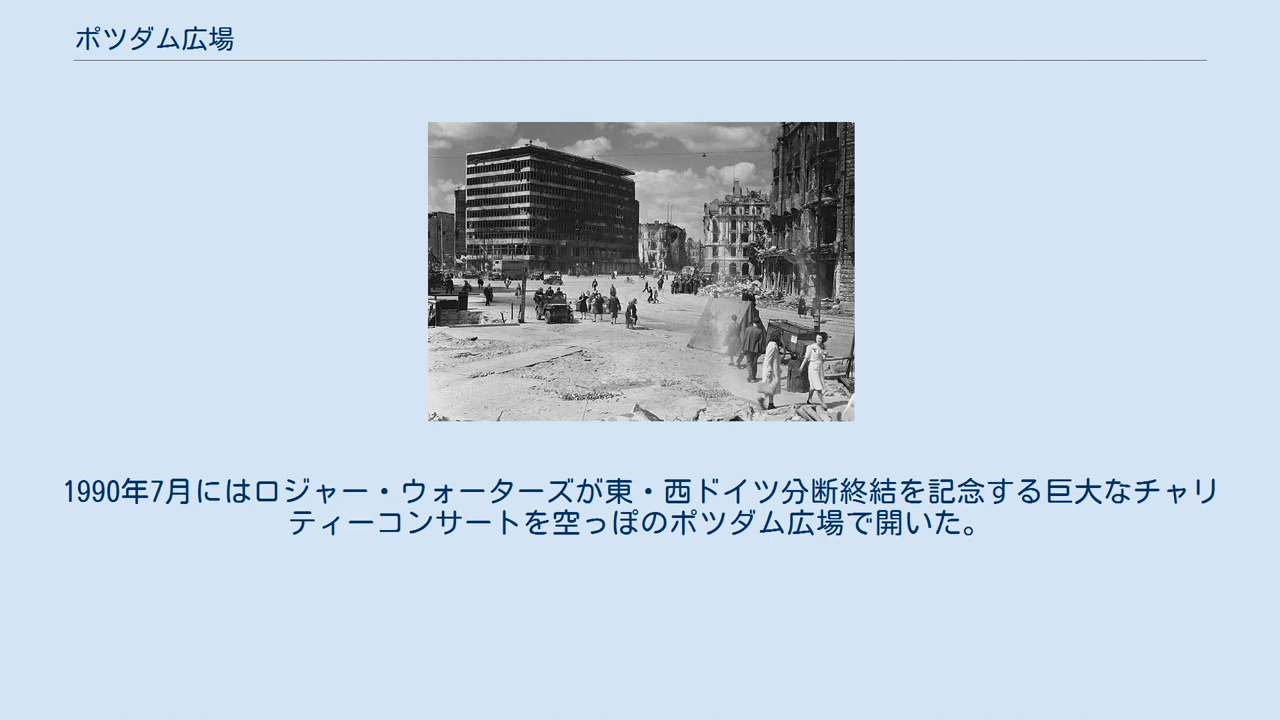 ポツダム広場
1990年7月にはロジャー・ウォーターズが東・西ドイツ分断終結を記念する巨大なチャリ
ティーコンサートを空っぽのポツダム広場で開いた。